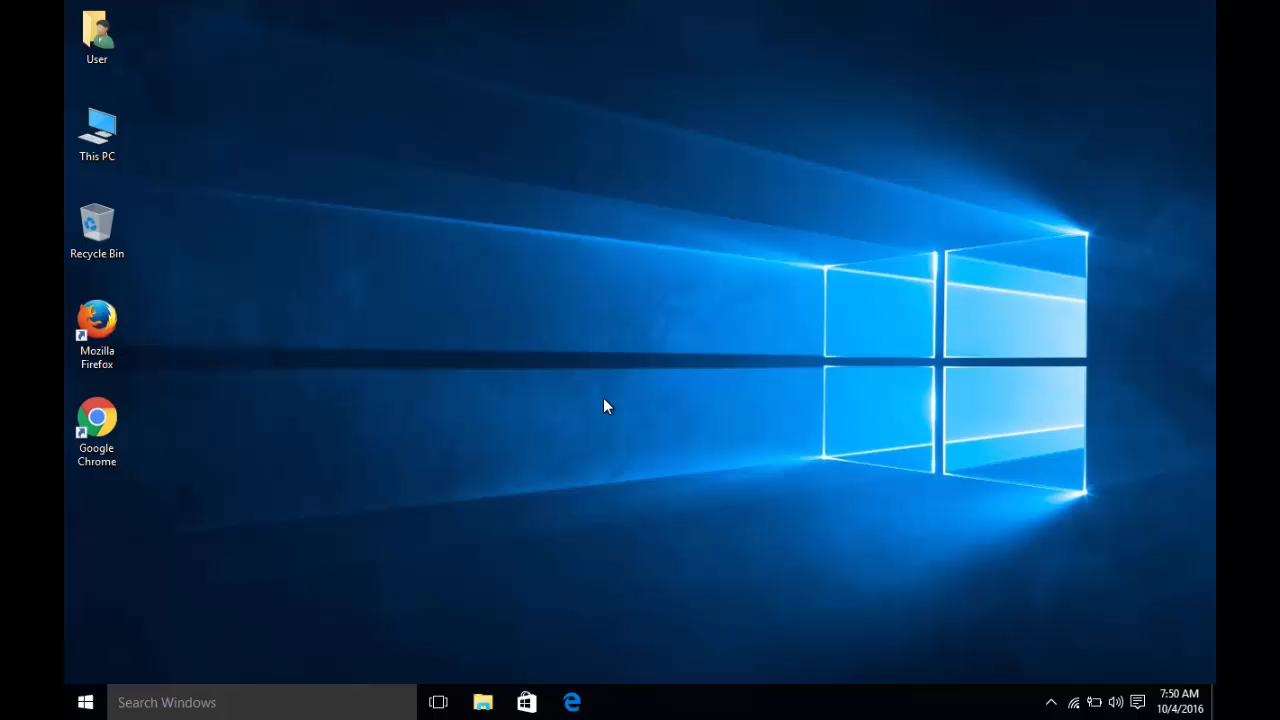 User
This PC
Recycle Bin
Mozilla
Firefox
Google
Chrome
Search Windows
7:50 AM
10/4/2016